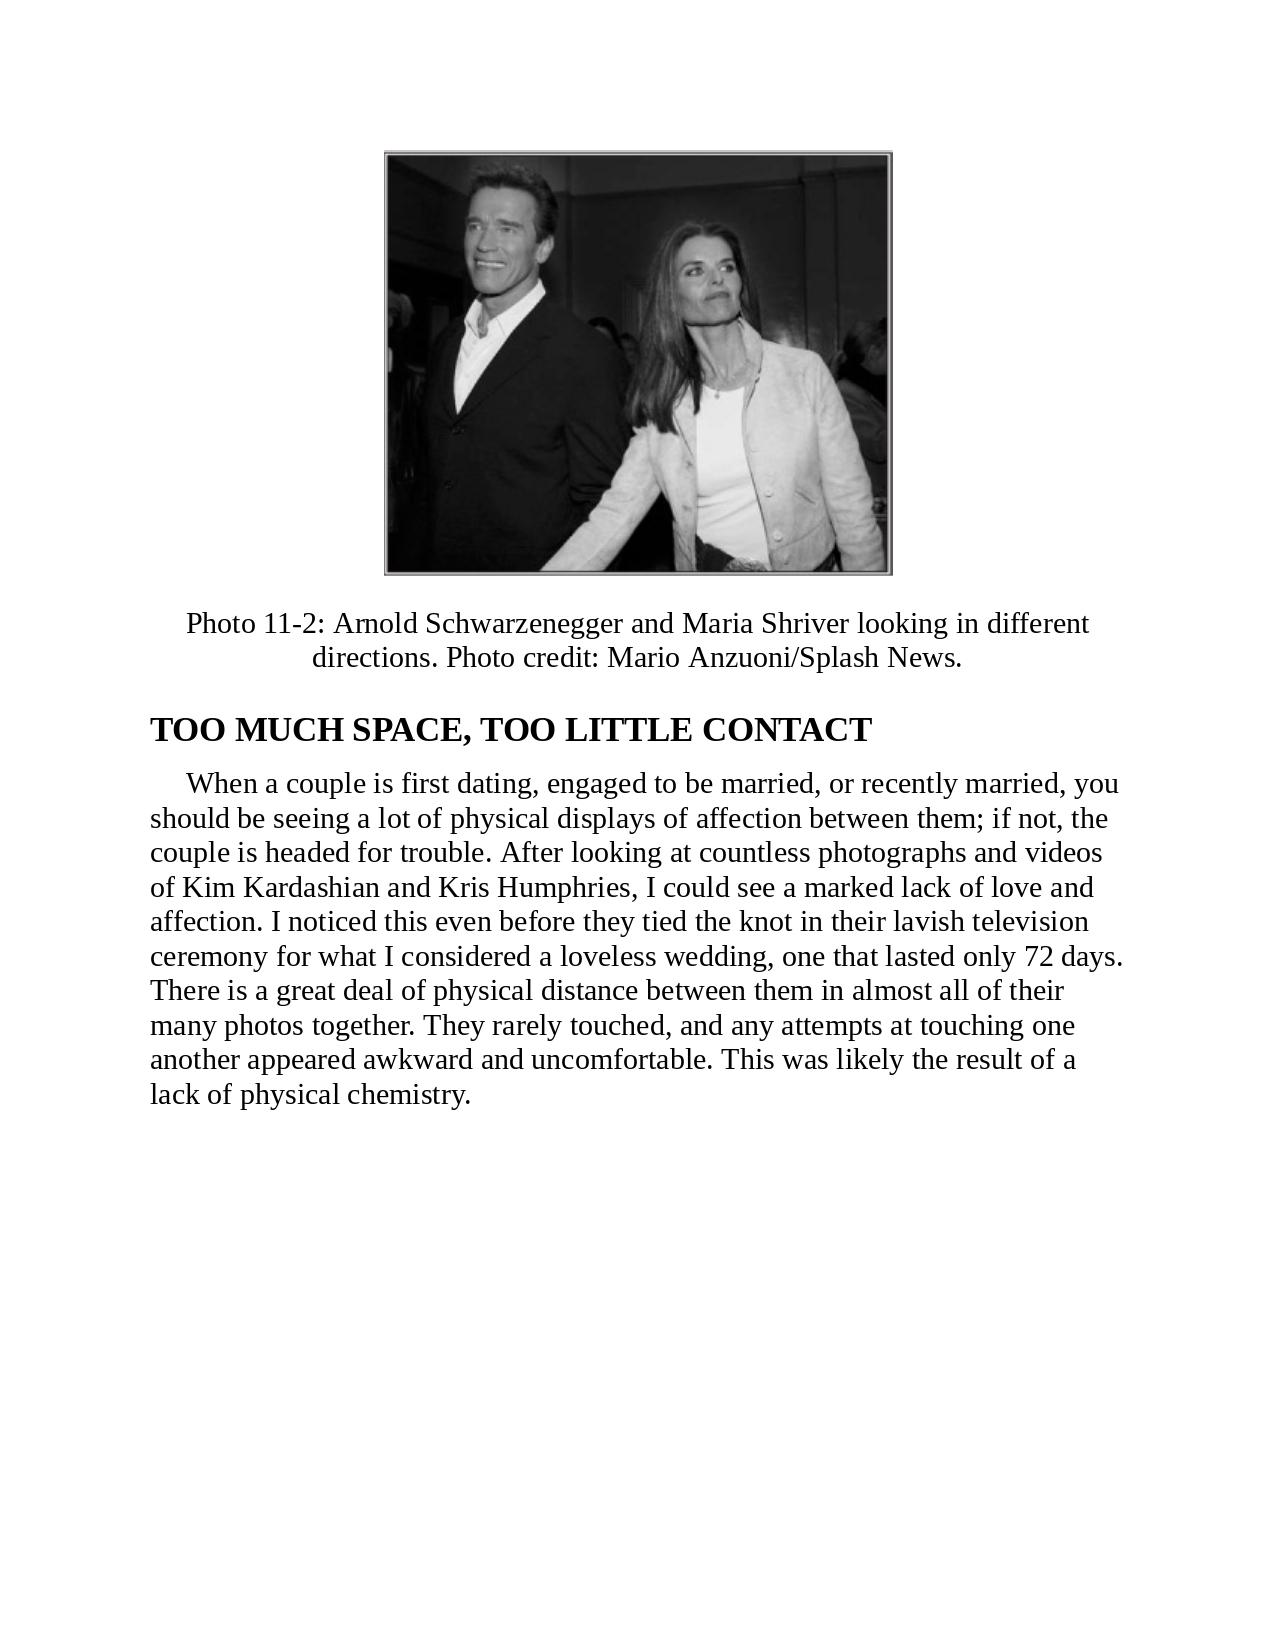 Photo 11-2: Arnold Schwarzenegger and Maria Shriver looking in different
directions. Photo credit: Mario Anzuoni/Splash News.
TOO MUCH SPACE, TOO LITTLE CONTACT
When a couple is first dating, engaged to be married, or recently married, you
should be seeing a lot of physical displays of affection between them; if not, the
couple is headed for trouble. After looking at countless photographs and videos
of Kim Kardashian and Kris Humphries, I could see a marked lack of love and
affection. I noticed this even before they tied the knot in their lavish television
ceremony for what I considered a loveless wedding, one that lasted only 72 days.
There is a great deal of physical distance between them in almost all of their
many photos together. They rarely touched, and any attempts at touching one
another appeared awkward and uncomfortable. This was likely the result of a
lack of physical chemistry.